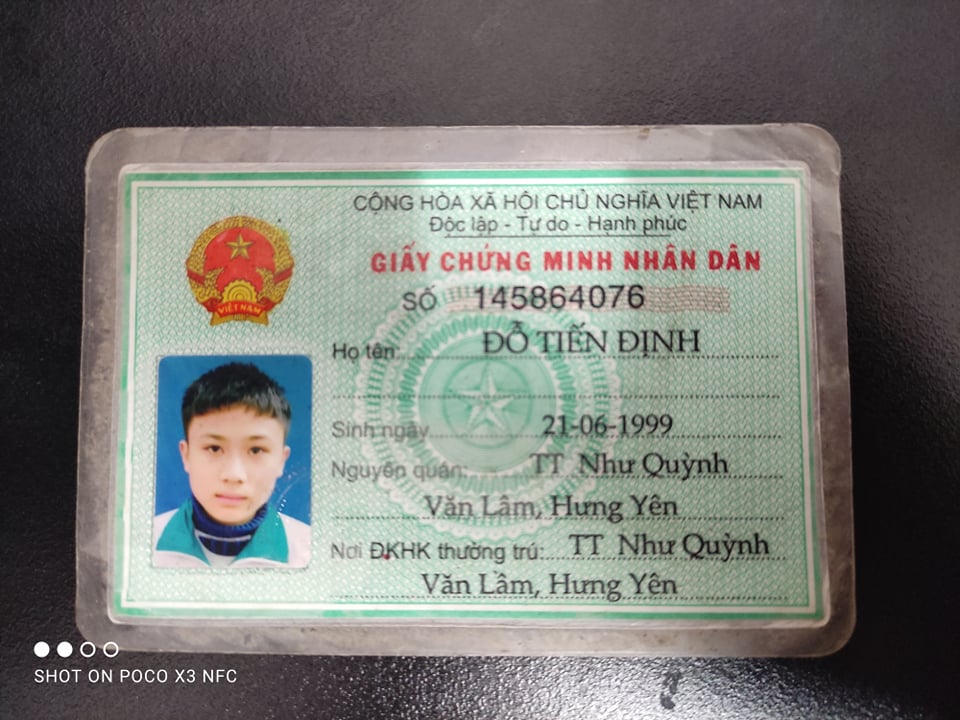 CỘNG HÒA XÃ HỘI CHỦ NGHĨA VIỆT NAM
Độc lập - Tự do - Hạnh phúc
GIẤY CHỨNG MINH NHÂN DÂN
SỐ 145864076
Họ tên: ĐỖ TIẾN ĐỊNH
Sinh ngày 21-06-1999
Nguyên quán: TT Như Quỳnh
Văn Lâm, Hưng Yên
Nơi ĐKHK thường trú: TT Như Quỳnh
Văn Lâm, Hưng Yên
VIỆT NAM
SHOT ON POCO X3 NFC